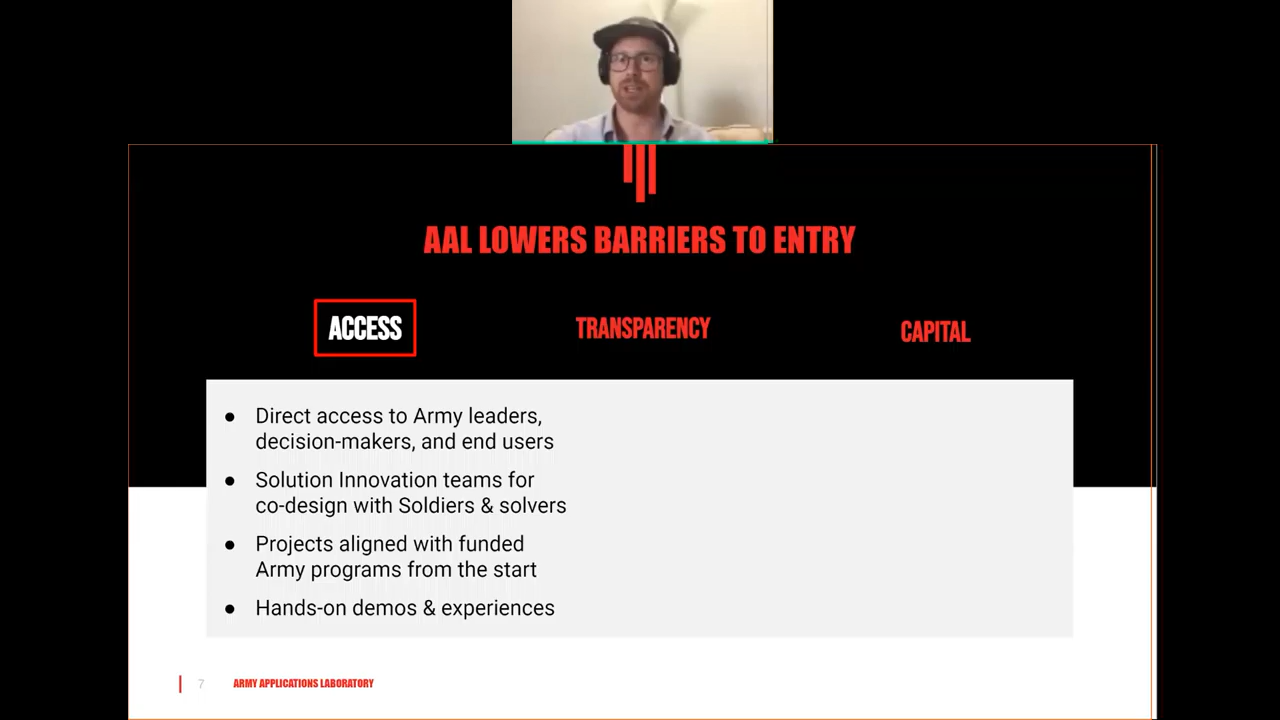 AAL LOWERS BARRIERS TO ENTRY
ACCESS
TRANSPARENCY
CAPITAL
● Direct access to Army leaders,
decision-makers, and end users
● Solution Innovation teams for
co-design with Soldiers & solvers
● Projects aligned with funded
Army programs from the start
● Hands-on demos & experiences
7 ARMY APPLICATIONS LABORATORY